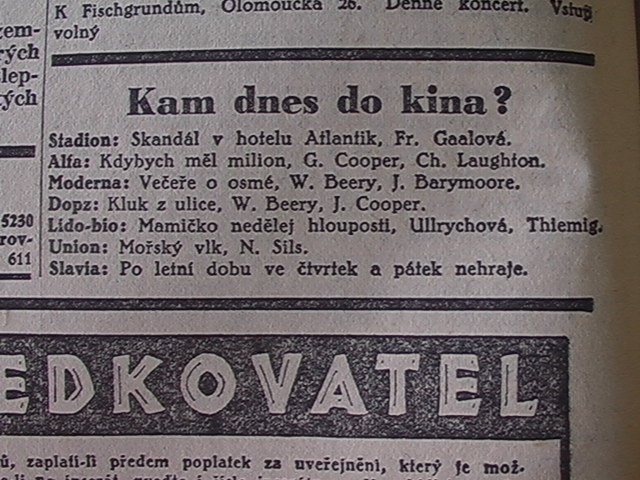 K Fischgrundům, Olomoucká 26. Denně koncert. Vstup
volný
zem-
rých
slep-
tých
Kam dnes do kina?
Stadion: Skandál v hotelu Atlantik, Fr. Gaalová.
Alfa: Kdybych měl milion, G. Cooper, Ch. Laughton.
Moderna: Večeře o osmé, W. Beery, J. Barymoore.
Dopz: Kluk z ulice, W. Beery, J. Cooper.
Lido-bio: Mamičko nedělej hlouposti, Ullrychová, Thiemig.
Union: Mořský vlk, N. Sils.
Slavia: Po letní dobu ve čtvrtek a pátek nehraje.
5230
rov-
611
EDKOVATEL
ů, zaplatí-li předem poplatek za uveřejnění, který je mož-